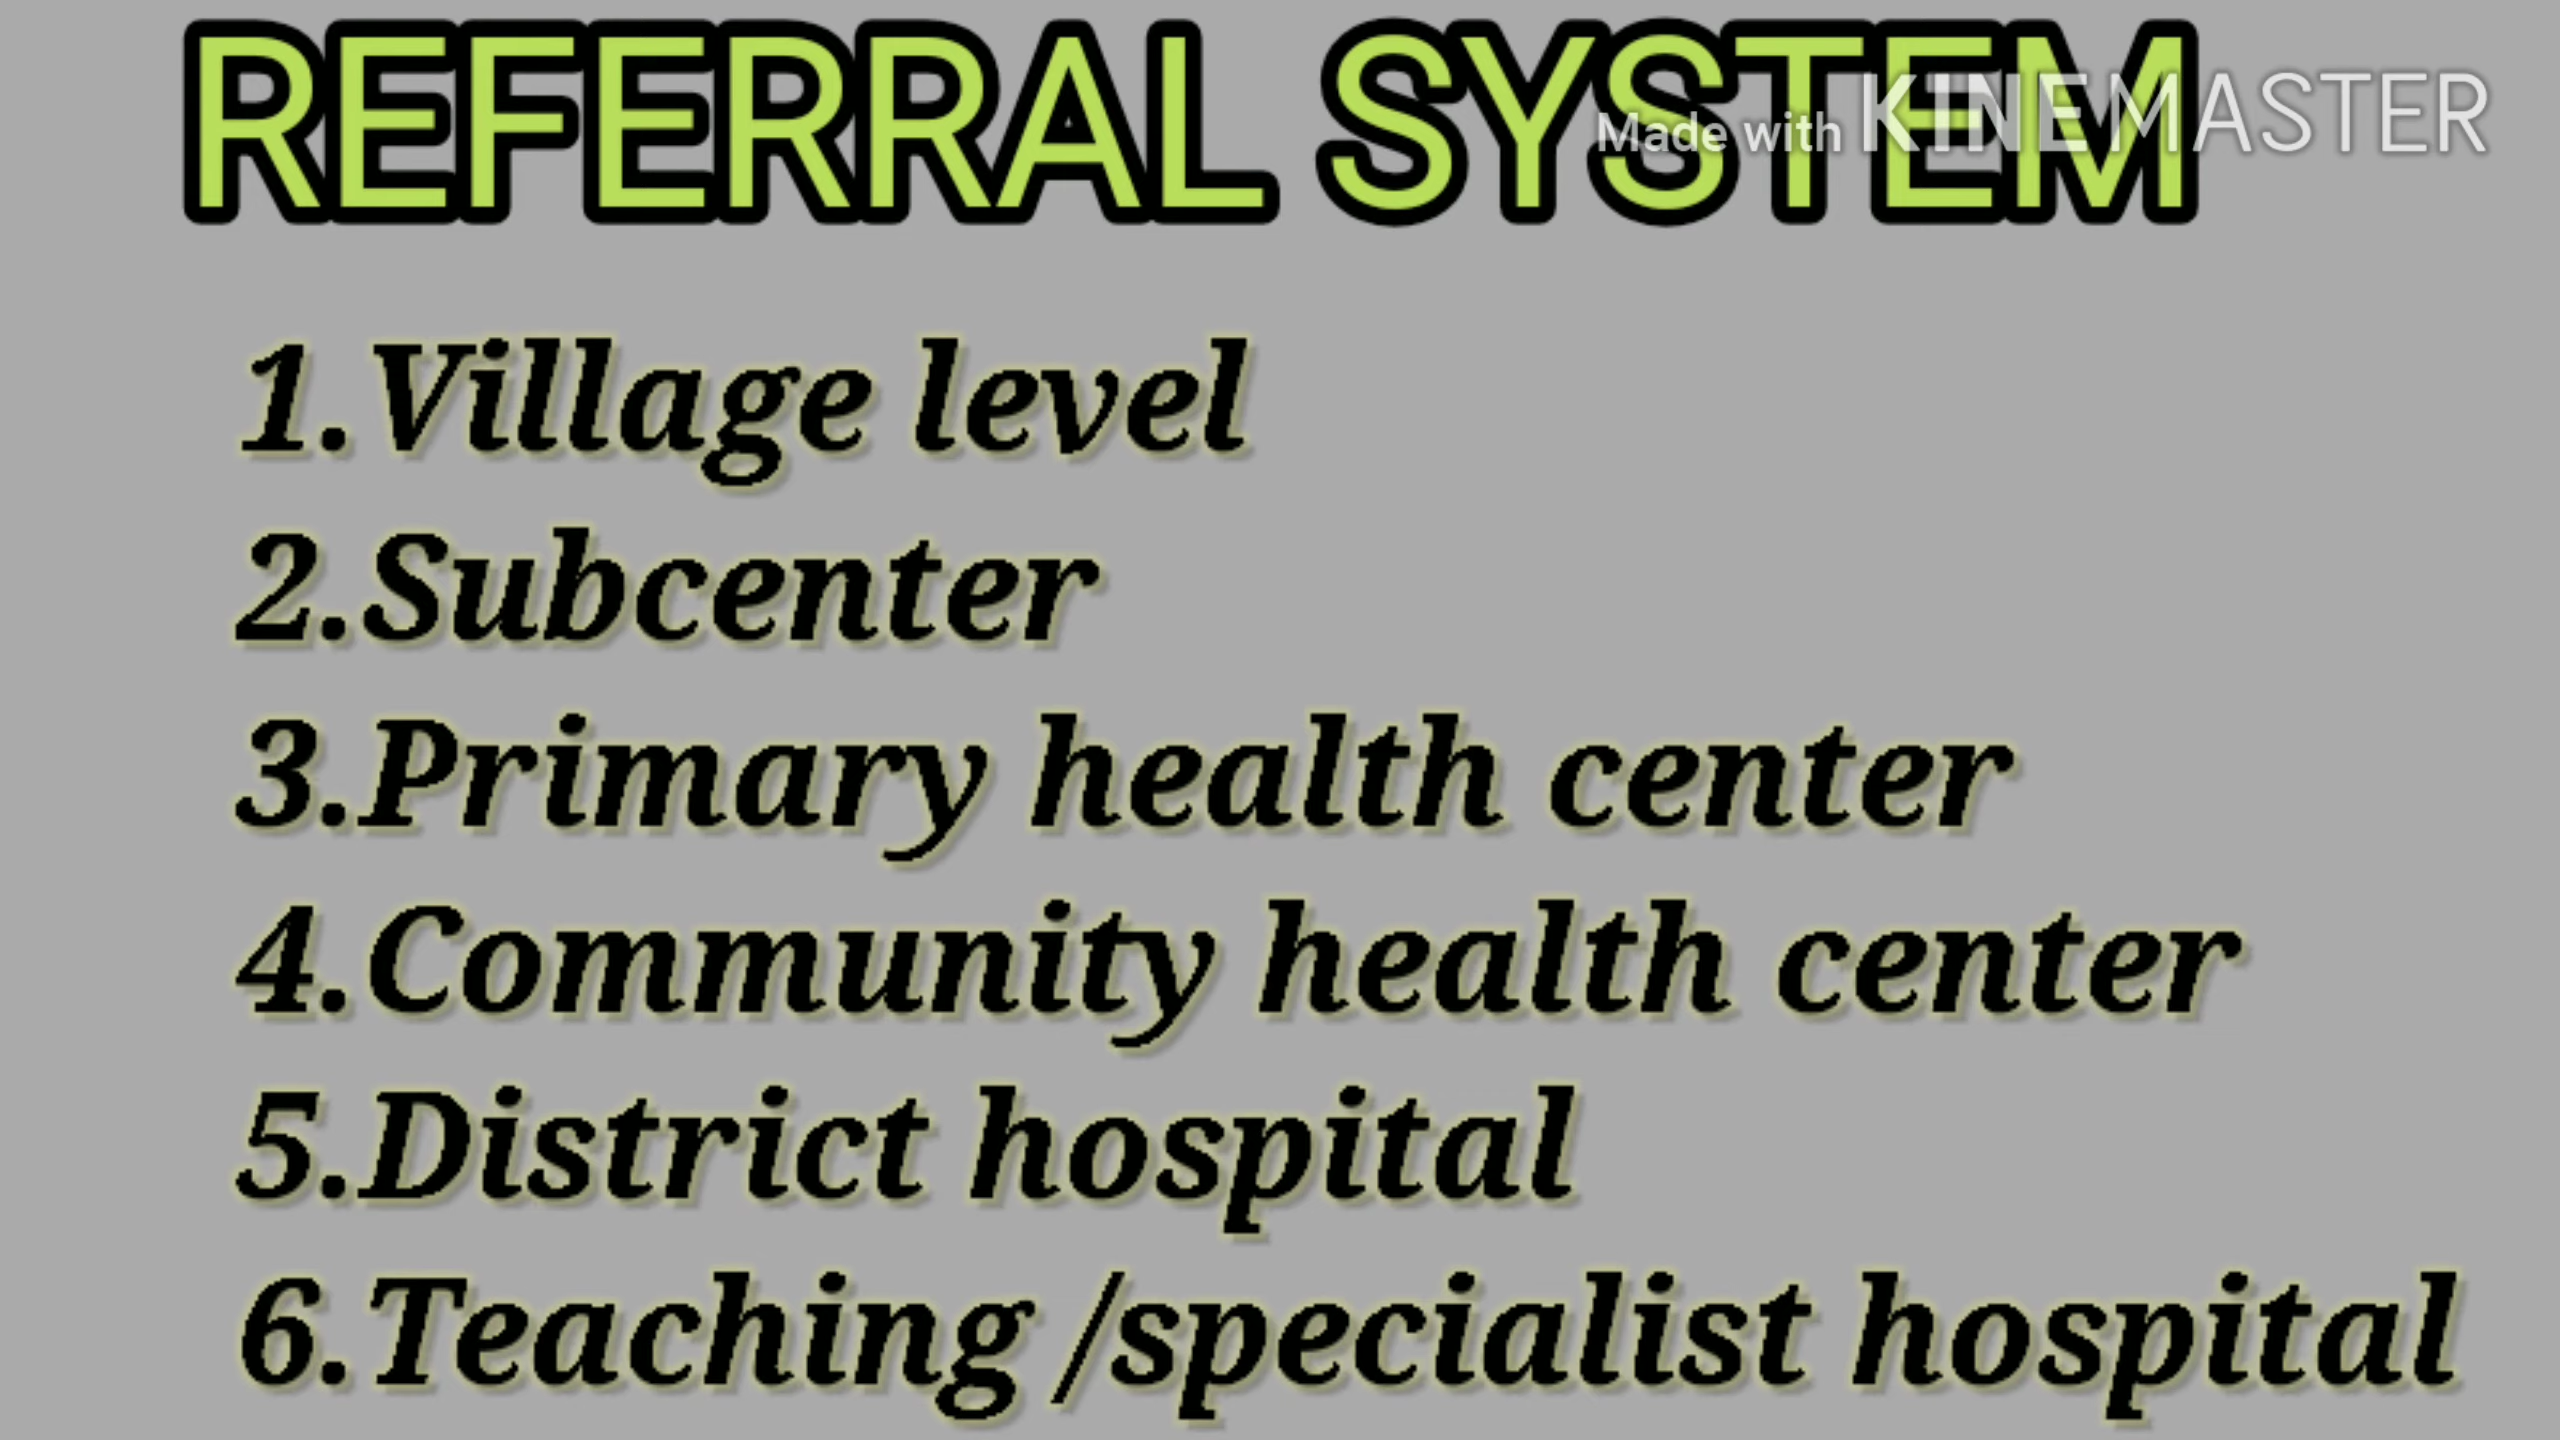 REFERRAL SYSTEM
Made with KINEMASTER
1.Village level
2.Subcenter
3.Primary health center
4.Community health center
5.District hospital
6.Teaching /specialist hospital